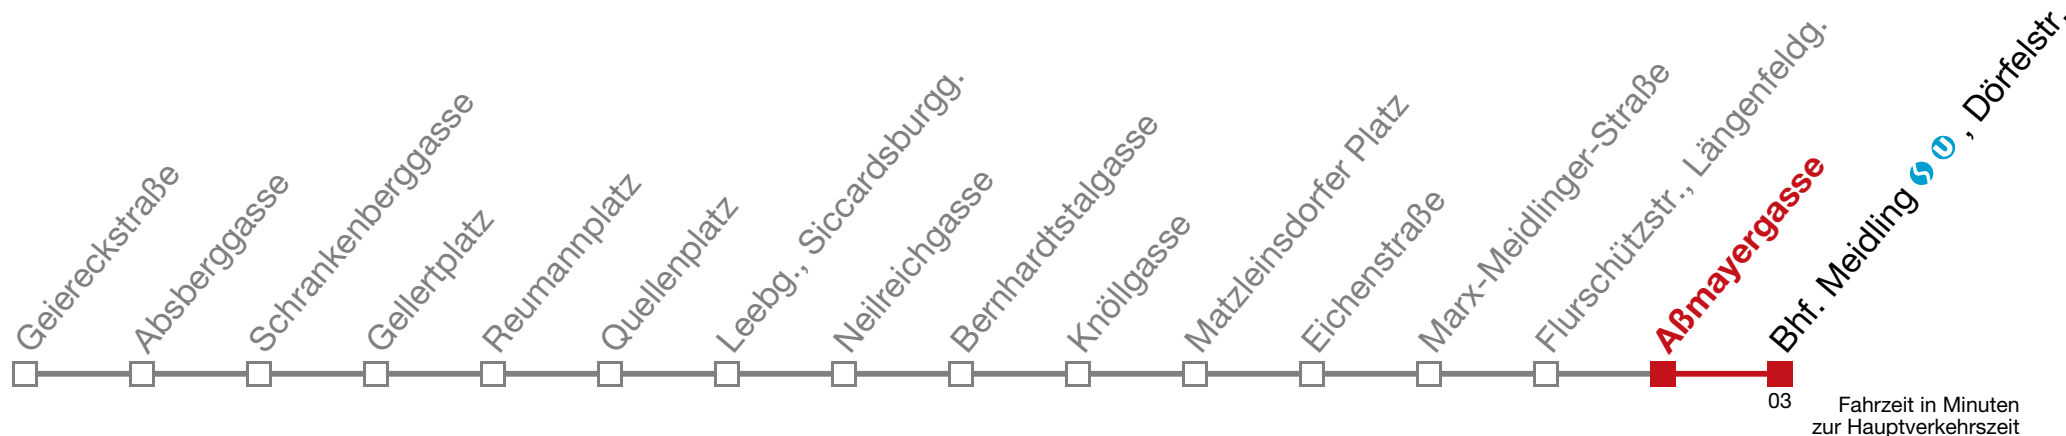 Geiereckstraße
Absberggasse
Schrankenberggasse
Gellertplatz
Reumannplatz
Quellenplatz
Leebg., Siccardsburgg.
Neilreichgasse
Bernhardtstalgasse
Knöllgasse
Matzleinsdorfer Platz
Eichenstraße
Marx-Meidlinger-Straße
Flurschützstr., Längenfeldg.
Aßmayergasse
Bhf. Meidling S U , Dörfelstr.
03
Fahrzeit in Minuten
zur Hauptverkehrszeit